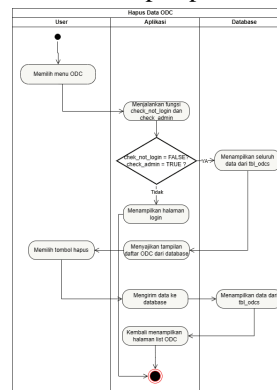 Hapus Data ODC
User
Aplikasi
Database
Memilih menu ODC
Menjalankan fungsi
check_not_login dan
check_admin
chek_not_login = FALSE?
check_admin = TRUE ?
YA
Menampilkan seluruh
data dari tbl_odcs
Tidak
Menampilkan halaman
login
Memilih tombol hapus
Menyajikan tampilan
daftar ODC dari database
Mengirim data ke
database
Menampilkan data dari
tbl_odcs
Kembali menampilkan
halaman list ODC